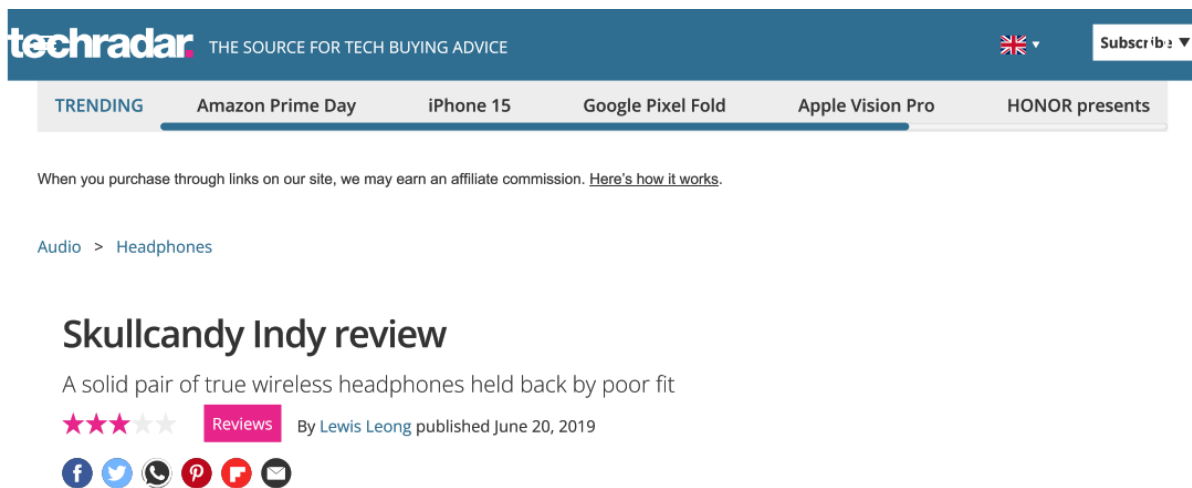 techradar. THE SOURCE FOR TECH BUYING ADVICE
Subscribe ▼
TRENDING Amazon Prime Day iPhone 15 Google Pixel Fold Apple Vision Pro HONOR presents
When you purchase through links on our site, we may earn an affiliate commission. Here's how it works.
Audio > Headphones
Skullcandy Indy review
A solid pair of true wireless headphones held back by poor fit
Reviews By Lewis Leong published June 20, 2019